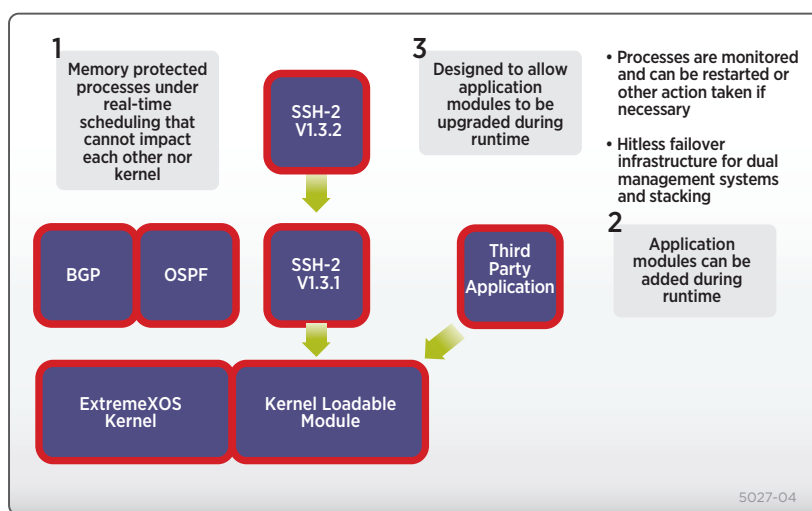 1
Memory protected
processes under
real-time
scheduling that
cannot impact
each other nor
kernel
SSH-2
V1.3.2
3
Designed to allow
application
modules to be
upgraded during
runtime
• Processes are monitored
and can be restarted or
other action taken if
necessary
• Hitless failover
infrastructure for dual
management systems
and stacking
2
Application
modules can be
added during
runtime
BGP
OSPF
SSH-2
V1.3.1
Third
Party
Application
ExtremeXOS
Kernel
Kernel Loadable
Module
5027-04